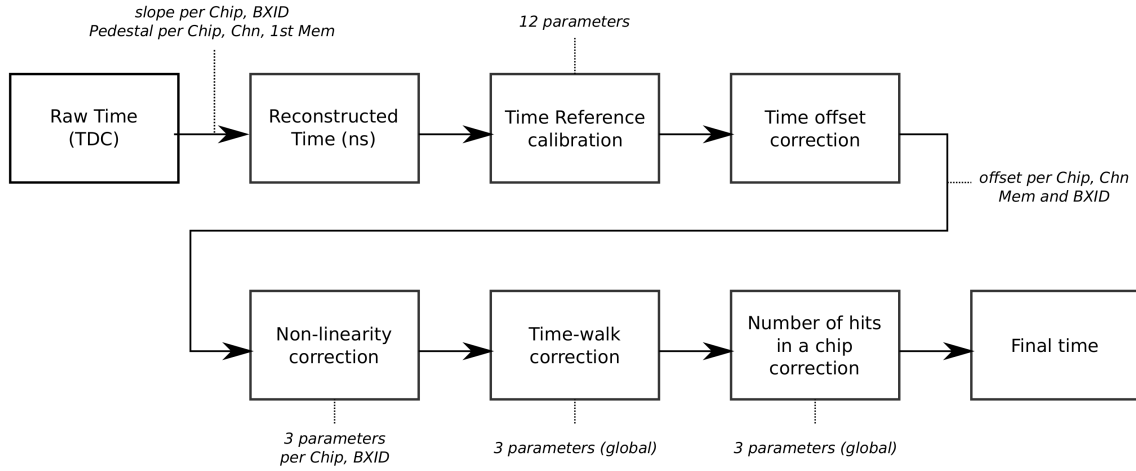 slope per Chip, BXID
Pedestal per Chip, Chn, 1st Mem
12 parameters
Raw Time
(TDC)
Reconstructed
Time (ns)
Time Reference
calibration
Time offset
correction
offset per Chip, Chn
Mem and BXID
Non-linearity
correction
Time-walk
correction
Number of hits
in a chip
correction
Final time
3 parameters
per Chip, BXID
3 parameters (global)
3 parameters (global)